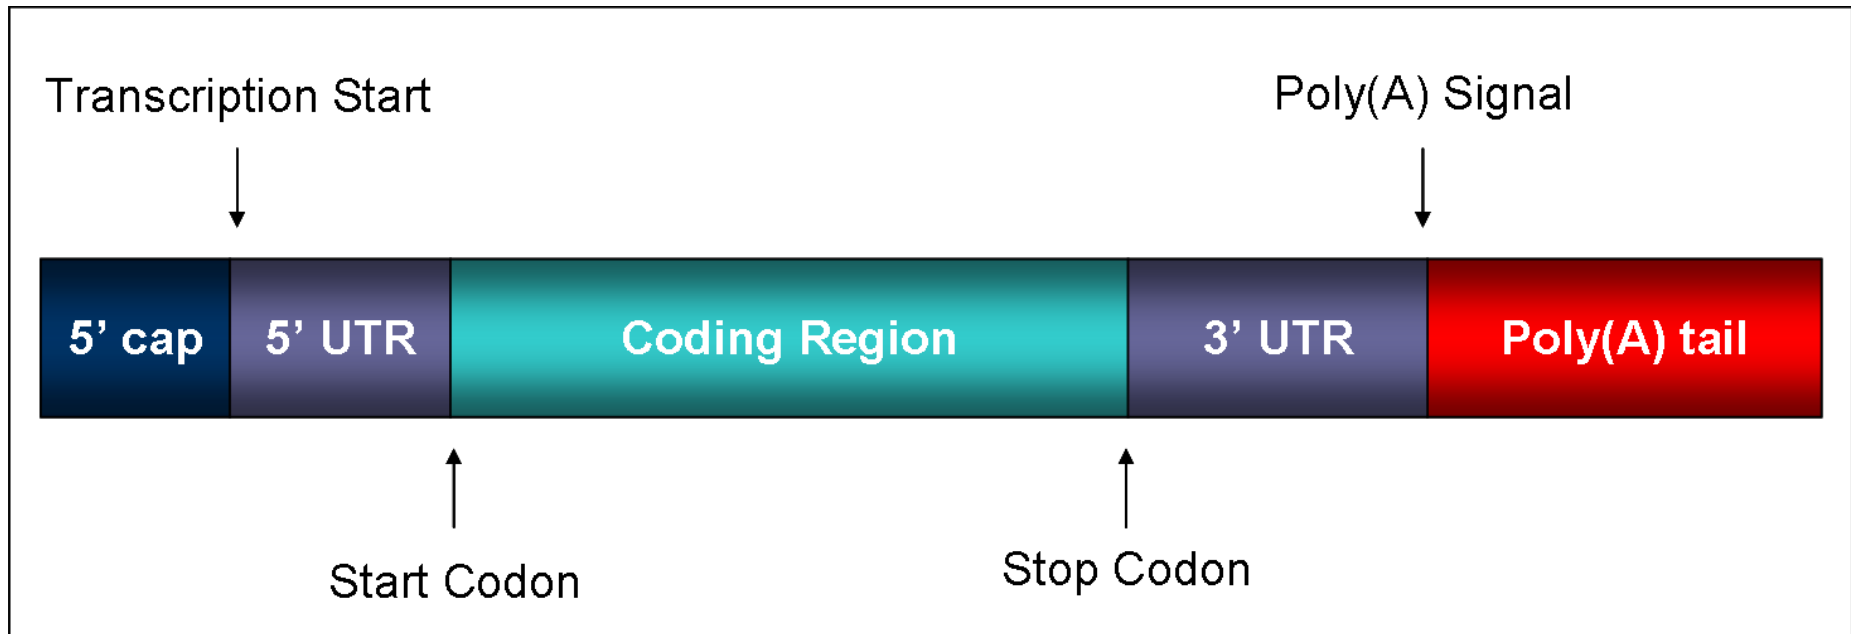 Transcription Start
Poly(A) Signal
5’ cap
5’ UTR
Coding Region
3’ UTR
Poly(A) tail
Start Codon
Stop Codon